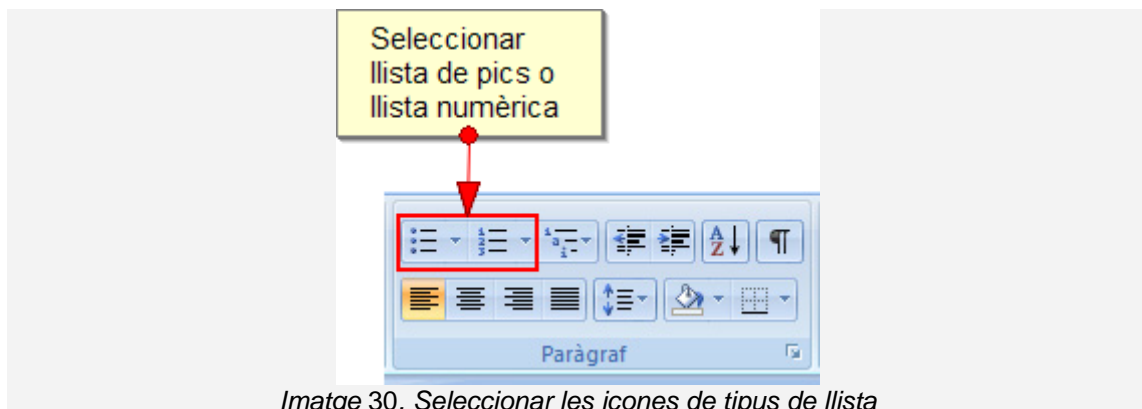 Seleccionar
llista de pics o
llista numèrica
Paràgraf
Imatge 30. Seleccionar les icones de tipus de llista